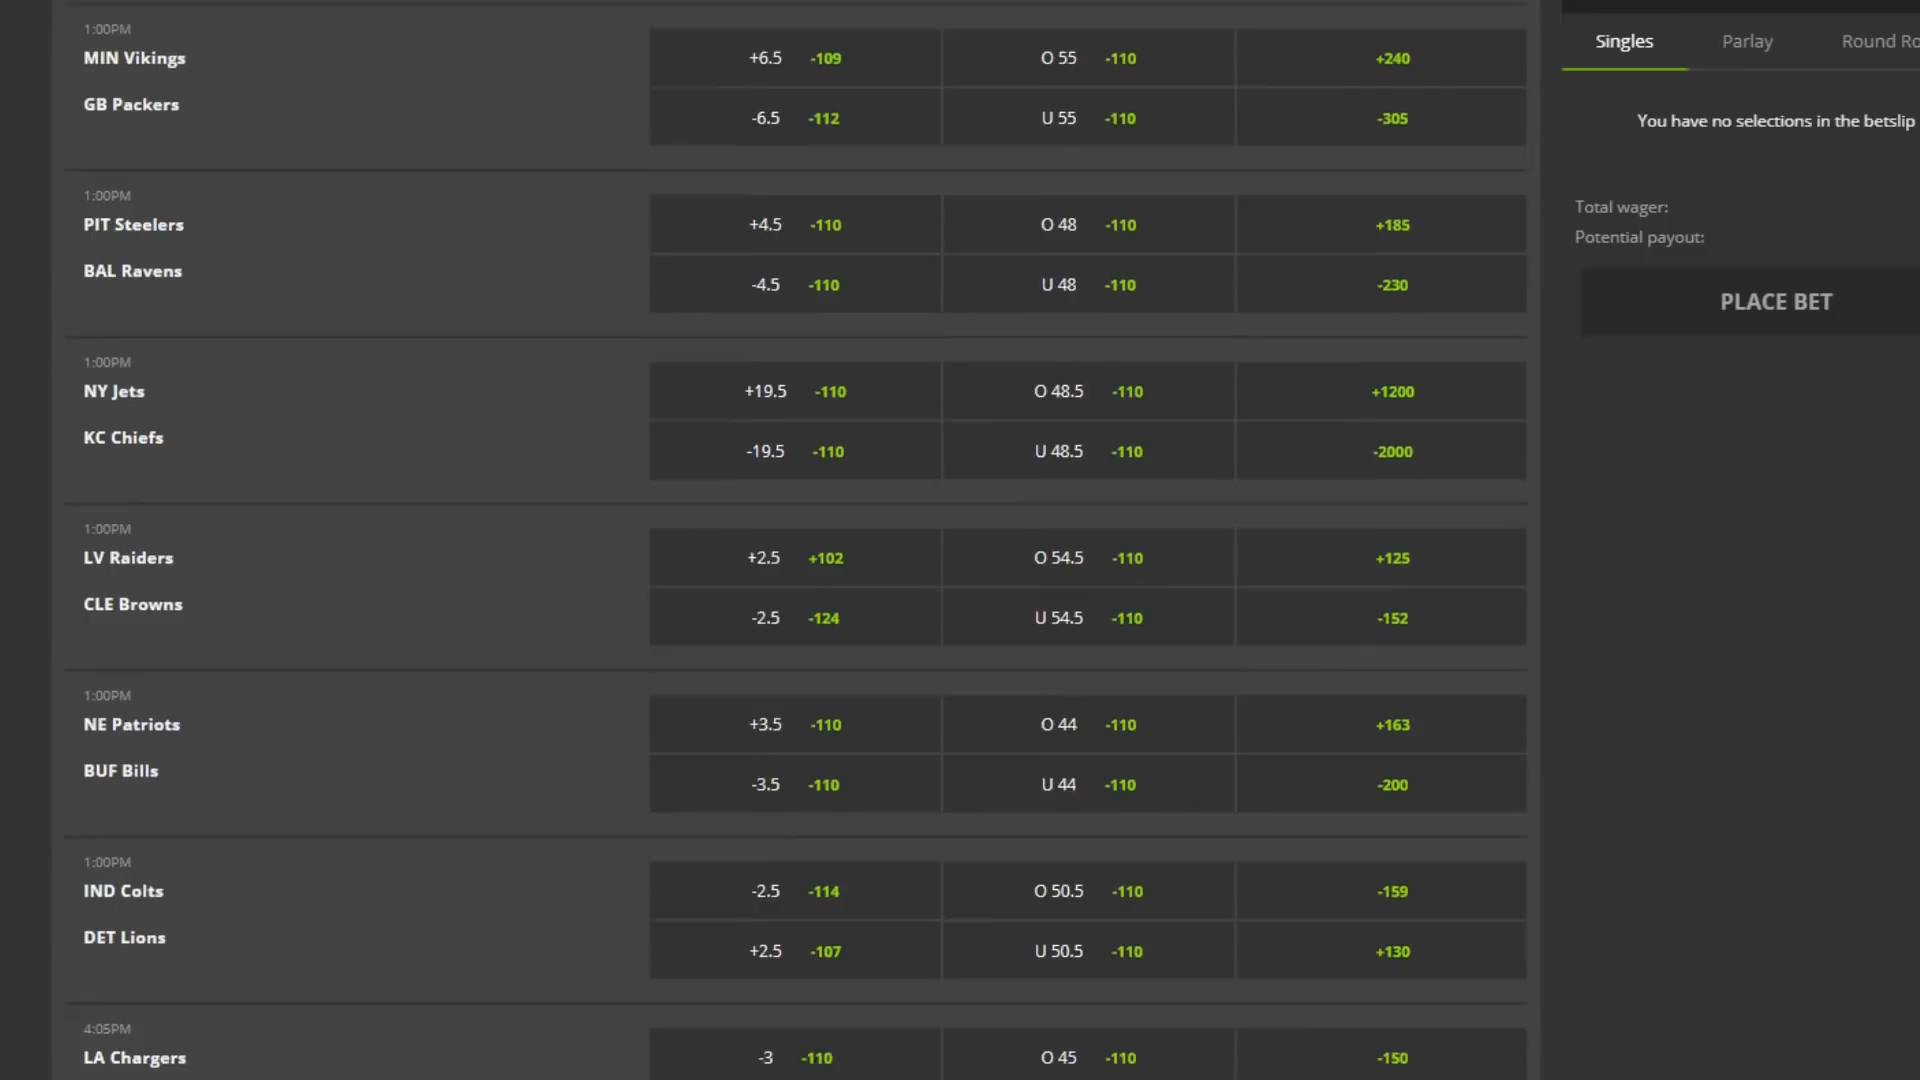 Singles Parlay Round Ro
You have no selections in the betslip
Total wager:
Potential payout:
PLACE BET
1:00PM
MIN Vikings +6.5 -109 O 55 -110 +240
GB Packers -6.5 -112 U 55 -110 -305
1:00PM
PIT Steelers +4.5 -110 O 48 -110 +185
BAL Ravens -4.5 -110 U 48 -110 -230
1:00PM
NY Jets +19.5 -110 O 48.5 -110 +1200
KC Chiefs -19.5 -110 U 48.5 -110 -2000
1:00PM
LV Raiders +2.5 +102 O 54.5 -110 +125
CLE Browns -2.5 -124 U 54.5 -110 -152
1:00PM
NE Patriots +3.5 -110 O 44 -110 +163
BUF Bills -3.5 -110 U 44 -110 -200
1:00PM
IND Colts -2.5 -114 O 50.5 -110 -159
DET Lions +2.5 -107 U 50.5 -110 +130
4:05PM
LA Chargers -3 -110 O 45 -110 -150